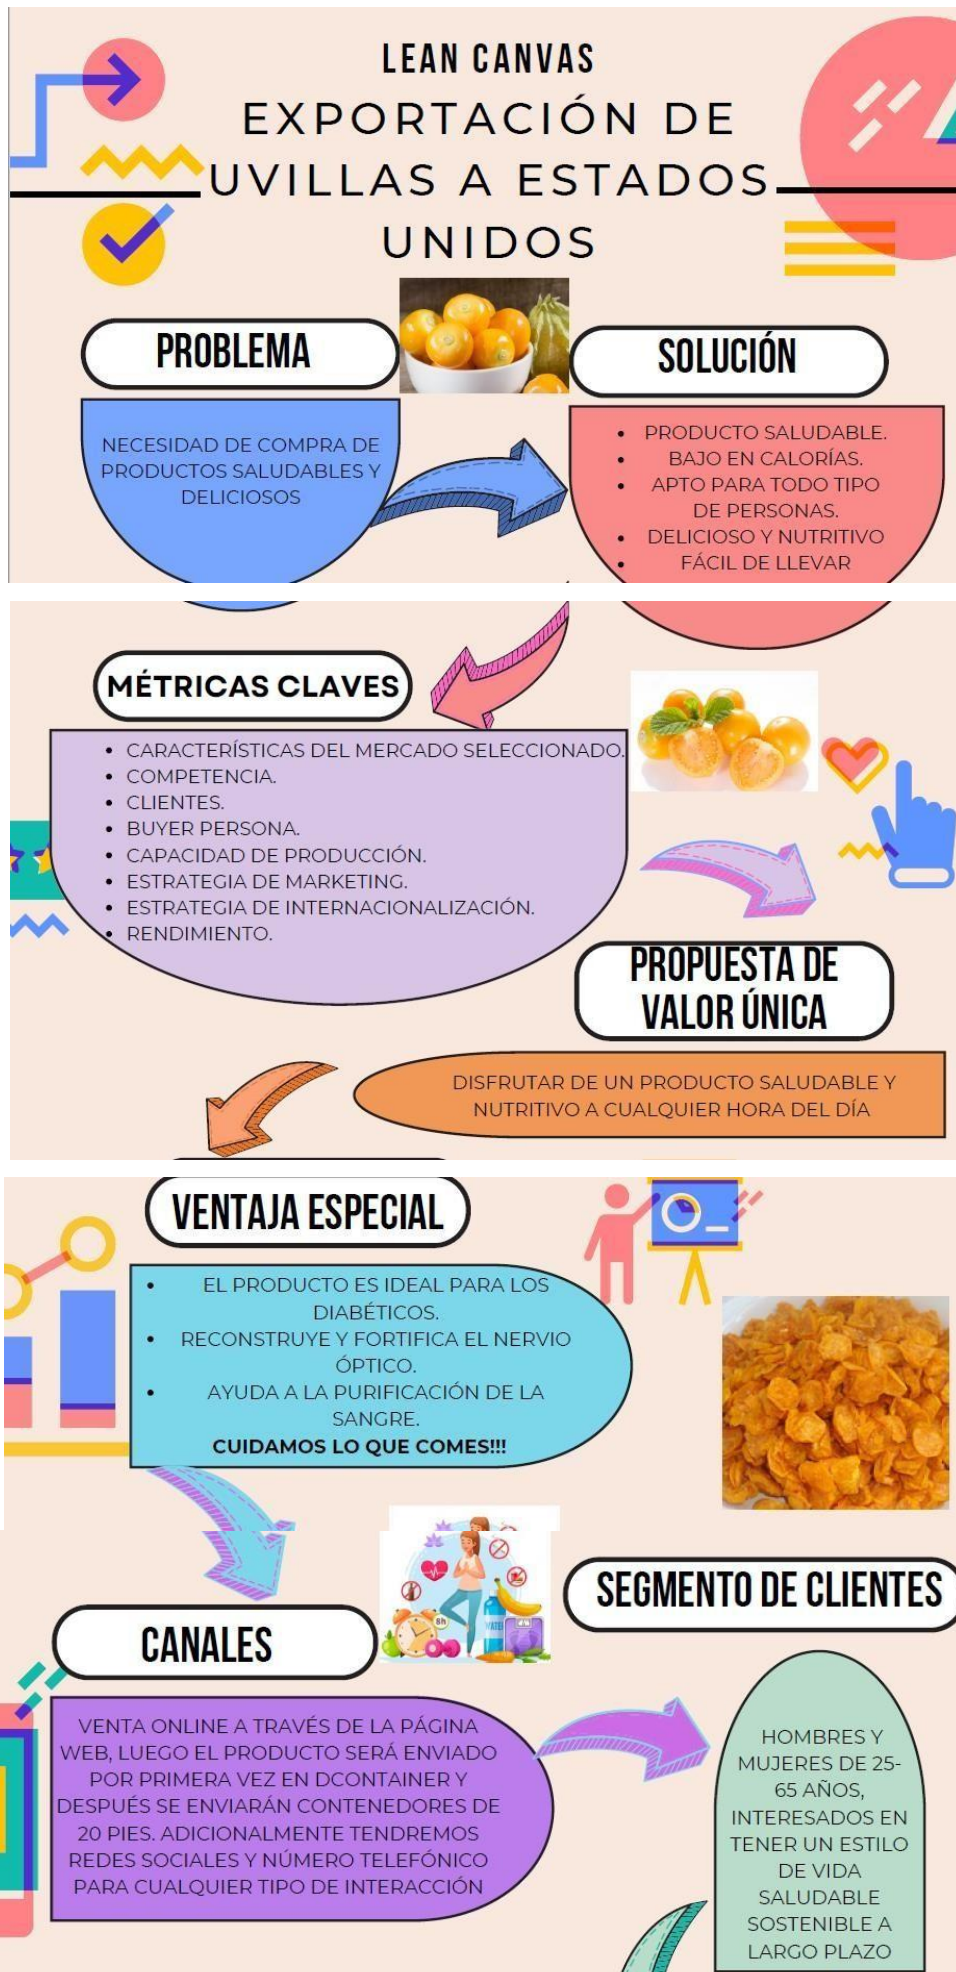 LEAN CANVAS
EXPORTACIÓN DE
UVILLAS A ESTADOS
UNIDOS
PROBLEMA
SOLUCIÓN
NECESIDAD DE COMPRA DE
PRODUCTOS SALUDABLES Y
DELICIOSOS
• PRODUCTO SALUDABLE.
• BAJO EN CALORÍAS.
• APTO PARA TODO TIPO
DE PERSONAS.
• DELICIOSO Y NUTRITIVO
• FÁCIL DE LLEVAR
MÉTRICAS CLAVES
• CARACTERÍSTICAS DEL MERCADO SELECCIONADO.
• COMPETENCIA.
• CLIENTES.
• BUYER PERSONA.
• CAPACIDAD DE PRODUCCIÓN.
• ESTRATEGIA DE MARKETING.
• ESTRATEGIA DE INTERNACIONALIZACIÓN.
• RENDIMIENTO.
PROPUESTA DE
VALOR ÚNICA
DISFRUTAR DE UN PRODUCTO SALUDABLE Y
NUTRITIVO A CUALQUIER HORA DEL DÍA
VENTAJA ESPECIAL
• EL PRODUCTO ES IDEAL PARA LOS
DIABÉTICOS.
• RECONSTRUYE Y FORTIFICA EL NERVIO
ÓPTICO.
• AYUDA A LA PURIFICACIÓN DE LA
SANGRE.
CUIDAMOS LO QUE COMES!!!
8h
WATER
SEGMENTO DE CLIENTES
CANALES
VENTA ONLINE A TRAVÉS DE LA PÁGINA
WEB, LUEGO EL PRODUCTO SERÁ ENVIADO
POR PRIMERA VEZ EN DCONTAINER Y
DESPUÉS SE ENVIARÁN CONTENEDORES DE
20 PIES. ADICIONALMENTE TENDREMOS
REDES SOCIALES Y NÚMERO TELEFÓNICO
PARA CUALQUIER TIPO DE INTERACCIÓN
HOMBRES Y
MUJERES DE 25-
65 AÑOS,
INTERESADOS EN
TENER UN ESTILO
DE VIDA
SALUDABLE
SOSTENIBLE A
LARGO PLAZO